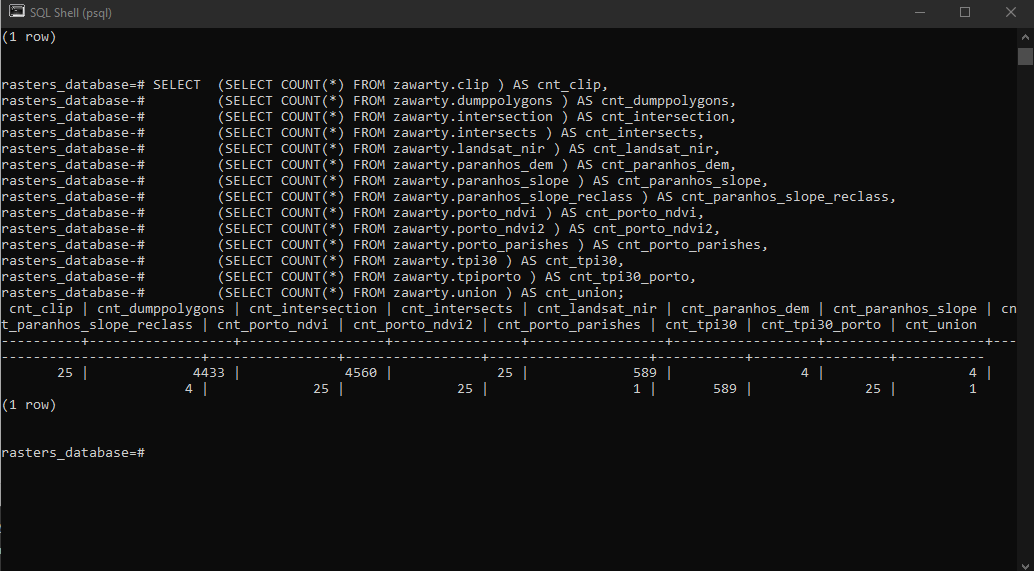 SQL Shell (psql)
(1 row)
rasters_database=# SELECT  (SELECT COUNT(*) FROM zawarty.clip ) AS cnt_clip,
rasters_database-#         (SELECT COUNT(*) FROM zawarty.dumppolygons ) AS cnt_dumppolygons,
rasters_database-#         (SELECT COUNT(*) FROM zawarty.intersection ) AS cnt_intersection,
rasters_database-#         (SELECT COUNT(*) FROM zawarty.intersects ) AS cnt_intersects,
rasters_database-#         (SELECT COUNT(*) FROM zawarty.landsat_nir ) AS cnt_landsat_nir,
rasters_database-#         (SELECT COUNT(*) FROM zawarty.paranhos_dem ) AS cnt_paranhos_dem,
rasters_database-#         (SELECT COUNT(*) FROM zawarty.paranhos_slope ) AS cnt_paranhos_slope,
rasters_database-#         (SELECT COUNT(*) FROM zawarty.paranhos_slope_reclass ) AS cnt_paranhos_slope_reclass,
rasters_database-#         (SELECT COUNT(*) FROM zawarty.porto_ndvi ) AS cnt_porto_ndvi,
rasters_database-#         (SELECT COUNT(*) FROM zawarty.porto_ndvi2 ) AS cnt_porto_ndvi2,
rasters_database-#         (SELECT COUNT(*) FROM zawarty.porto_parishes ) AS cnt_porto_parishes,
rasters_database-#         (SELECT COUNT(*) FROM zawarty.tpi30 ) AS cnt_tpi30,
rasters_database-#         (SELECT COUNT(*) FROM zawarty.tpiporto ) AS cnt_tpi30_porto,
rasters_database-#         (SELECT COUNT(*) FROM zawarty.union ) AS cnt_union;
 cnt_clip | cnt_dumppolygons | cnt_intersection | cnt_intersects | cnt_landsat_nir | cnt_paranhos_dem | cnt_paranhos_slope | cn
t_paranhos_slope_reclass | cnt_porto_ndvi | cnt_porto_ndvi2 | cnt_porto_parishes | cnt_tpi30 | cnt_tpi30_porto | cnt_union
----------+------------------+------------------+----------------+-----------------+------------------+--------------------+---
-------------------------+----------------+-----------------+--------------------+-----------+-----------------+-----------
       25 |             4433 |             4560 |             25 |             589 |                4 |                  4 |
                       4 |             25 |              25 |                  1 |       589 |              25 |         1
(1 row)
rasters_database=#